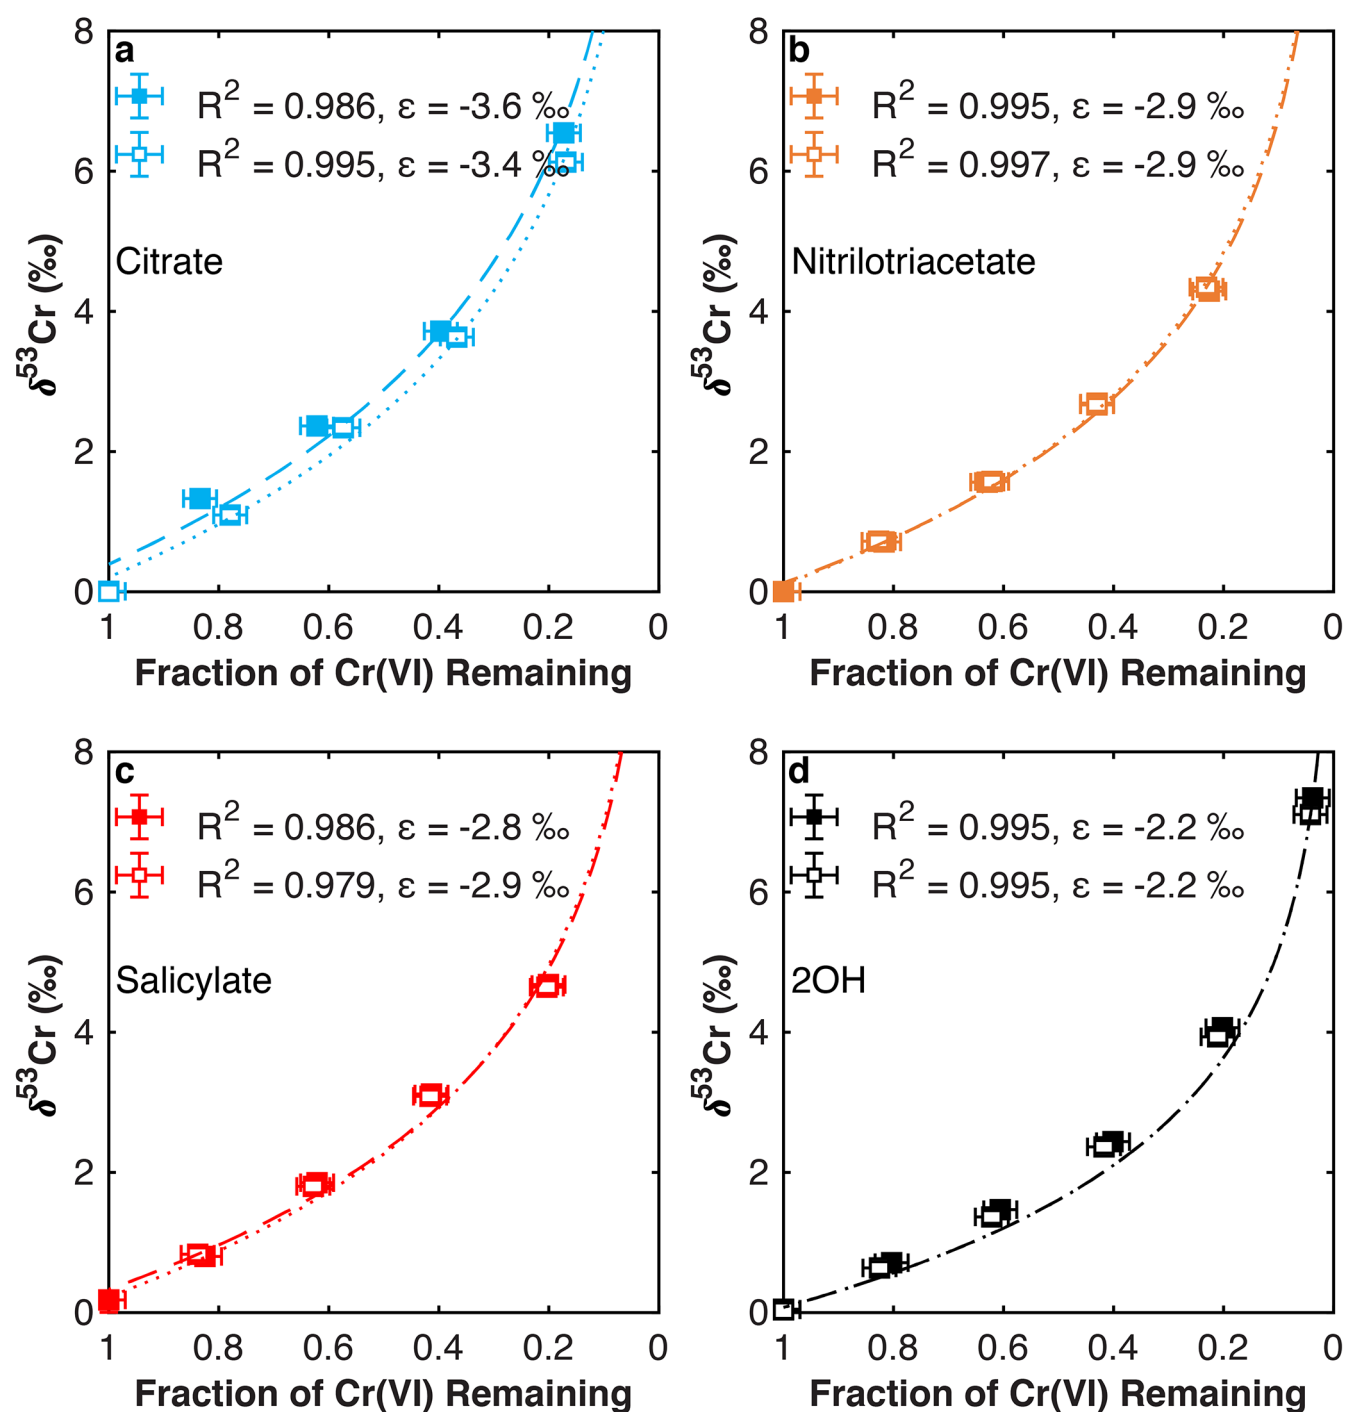 a
8
R² = 0.986, ε = -3.6 ‰
R² = 0.995, ε = -3.4 ‰
6
Citrate
4
2
0
δ⁵³Cr (‰)
1 0.8 0.6 0.4 0.2 0
Fraction of Cr(VI) Remaining
b
8
R² = 0.995, ε = -2.9 ‰
R² = 0.997, ε = -2.9 ‰
6
Nitrilotriacetate
4
2
0
δ⁵³Cr (‰)
1 0.8 0.6 0.4 0.2 0
Fraction of Cr(VI) Remaining
c
8
R² = 0.986, ε = -2.8 ‰
R² = 0.979, ε = -2.9 ‰
6
Salicylate
4
2
0
δ⁵³Cr (‰)
1 0.8 0.6 0.4 0.2 0
Fraction of Cr(VI) Remaining
d
8
R² = 0.995, ε = -2.2 ‰
R² = 0.995, ε = -2.2 ‰
6
2OH
4
2
0
δ⁵³Cr (‰)
1 0.8 0.6 0.4 0.2 0
Fraction of Cr(VI) Remaining